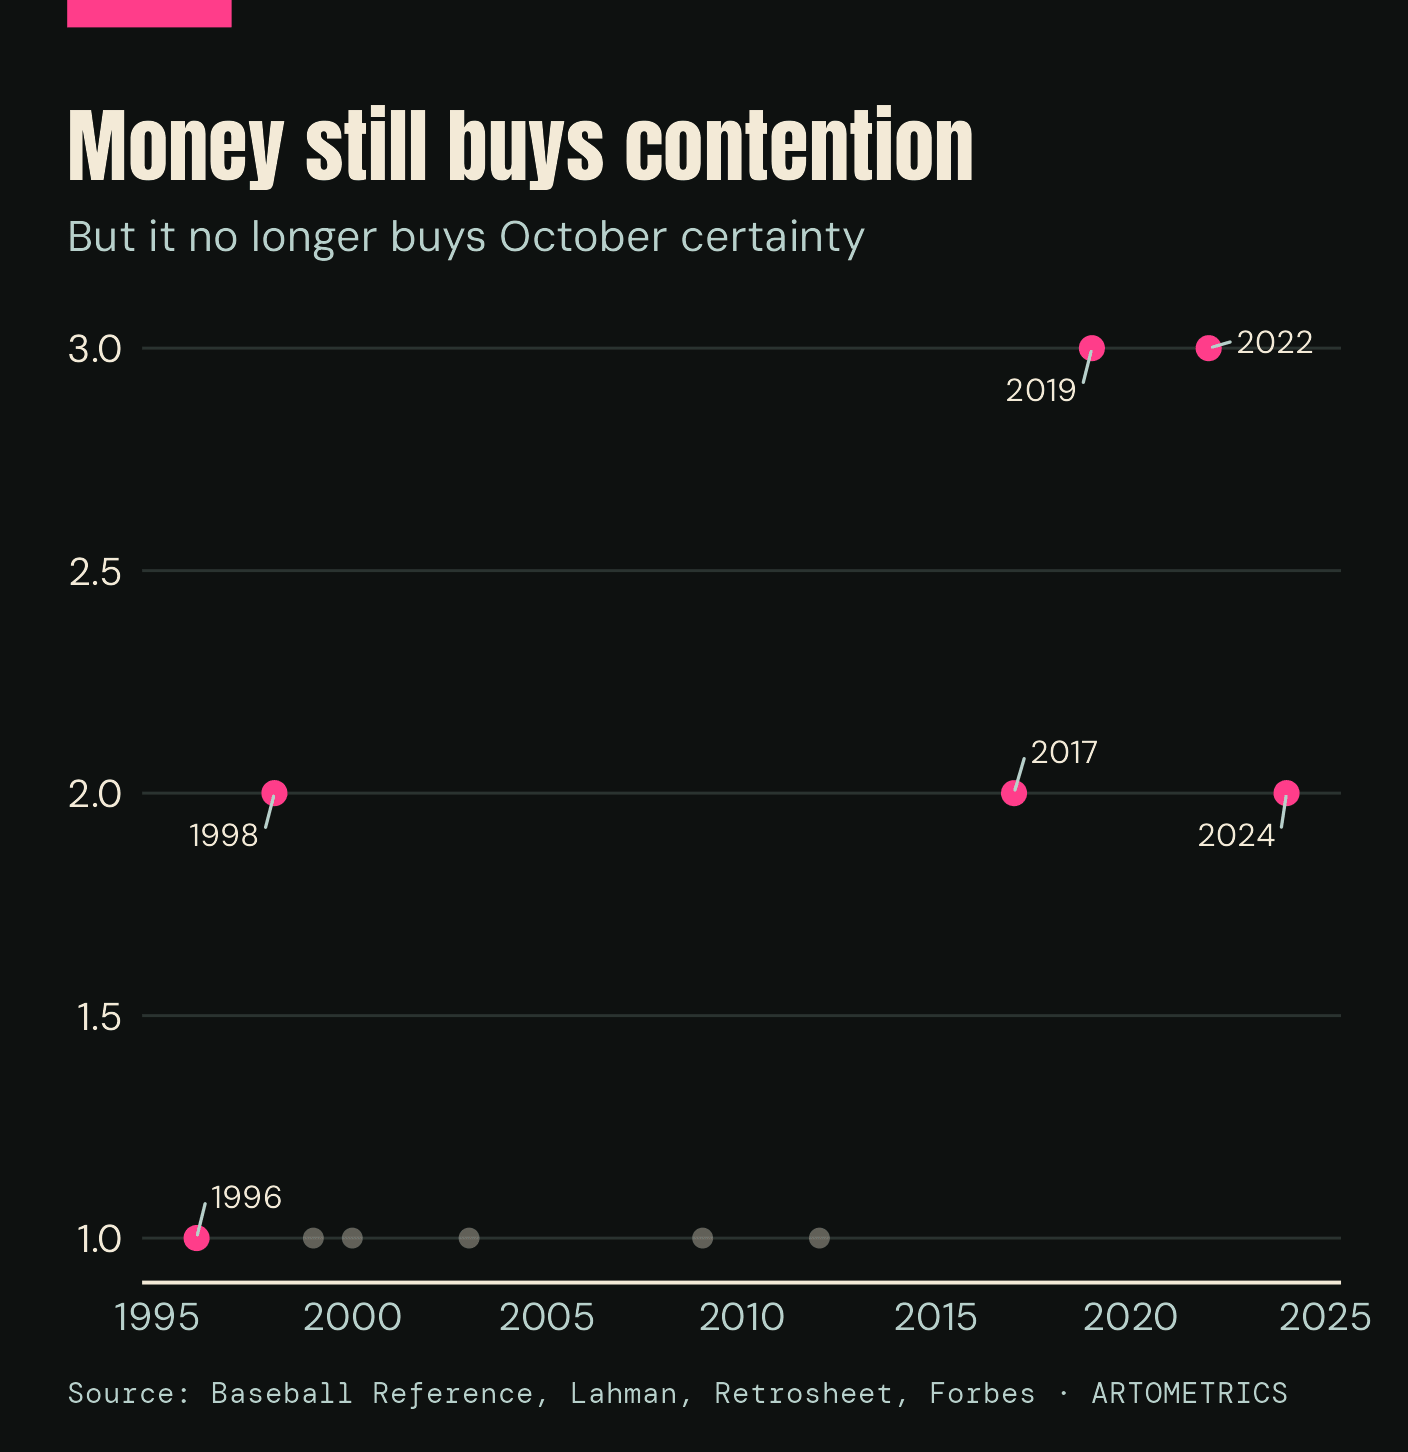 Money still buys contention
But it no longer buys October certainty
3.0
2022
2019
2.5
2017
2.0
1998
2024
1.5
1996
1.0
1995 2000 2005 2010 2015 2020 2025
Source: Baseball Reference, Lahman, Retrosheet, Forbes · ARTOMETRICS